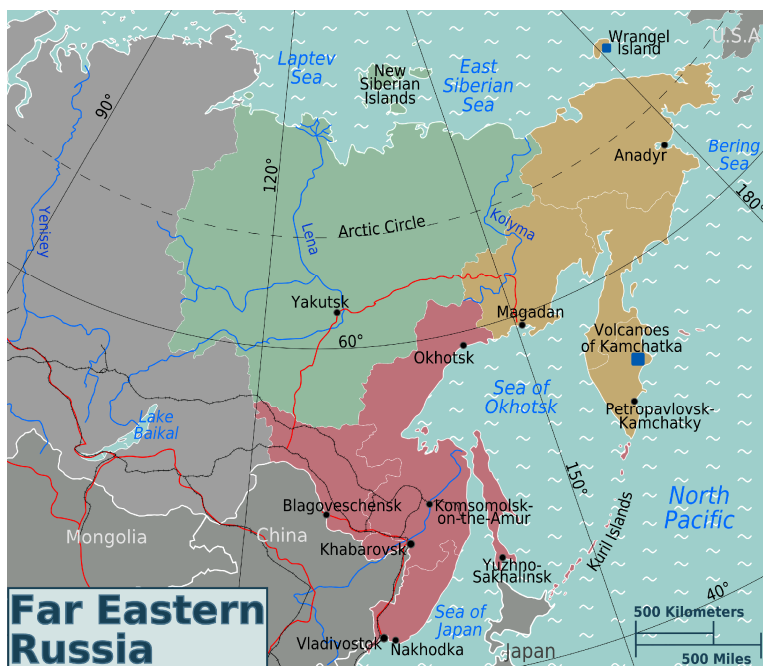 Wrangel
Island
U.S.A
Laptev
Sea
New
Siberian
Islands
East
Siberian
Sea
90°
Anadyr
Bering
Sea
120°
180°
Yenisey
Lena
Arctic Circle
Kolyma
Yakutsk
Magadan
60°
Okhotsk
Volcanoes
of Kamchatka
Sea of
Okhotsk
Petropavlovsk-
Kamchatky
Lake
Baikal
150°
North
Pacific
Blagoveschensk
Komsomolsk-
on-the-Amur
Mongolia
China
Khabarovsk
Kuril Islands
Yuzhno-
Sakhalinsk
40°
Far Eastern
Russia
Sea of
Japan
500 Kilometers
Vladivostok
Nakhodka
Japan
500 Miles